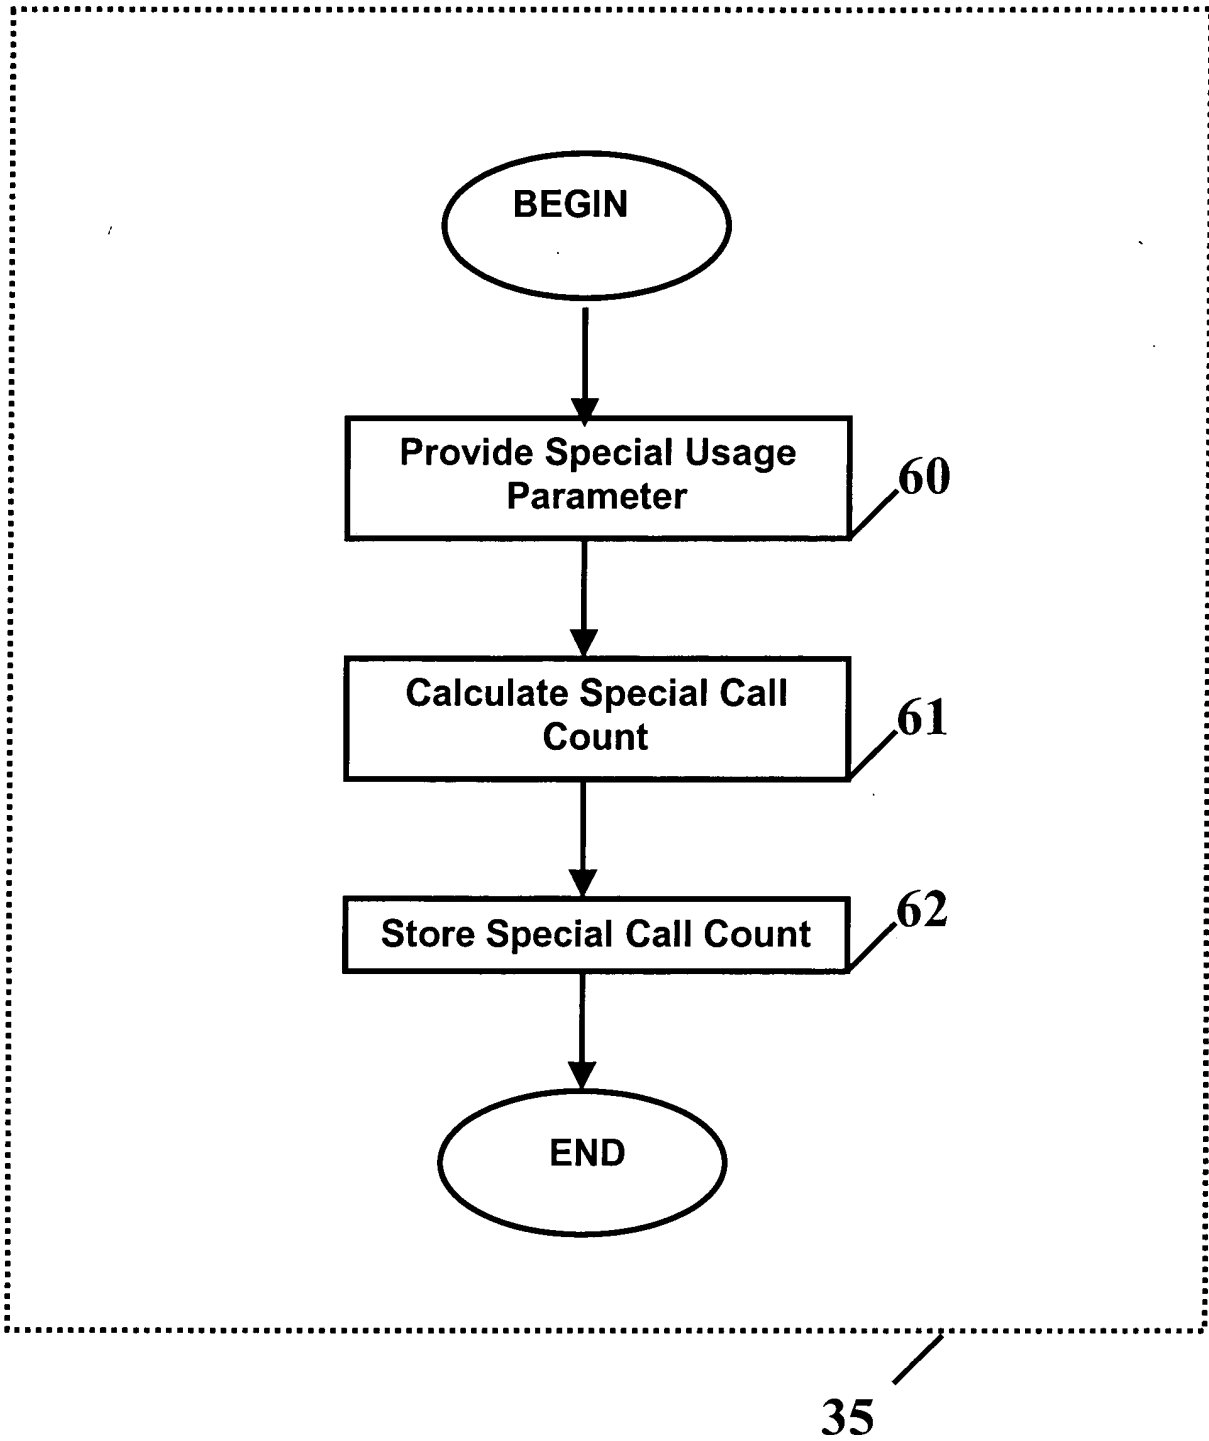 BEGIN
Provide Special Usage
Parameter
60
Calculate Special Call
Count
61
Store Special Call Count
62
END
35